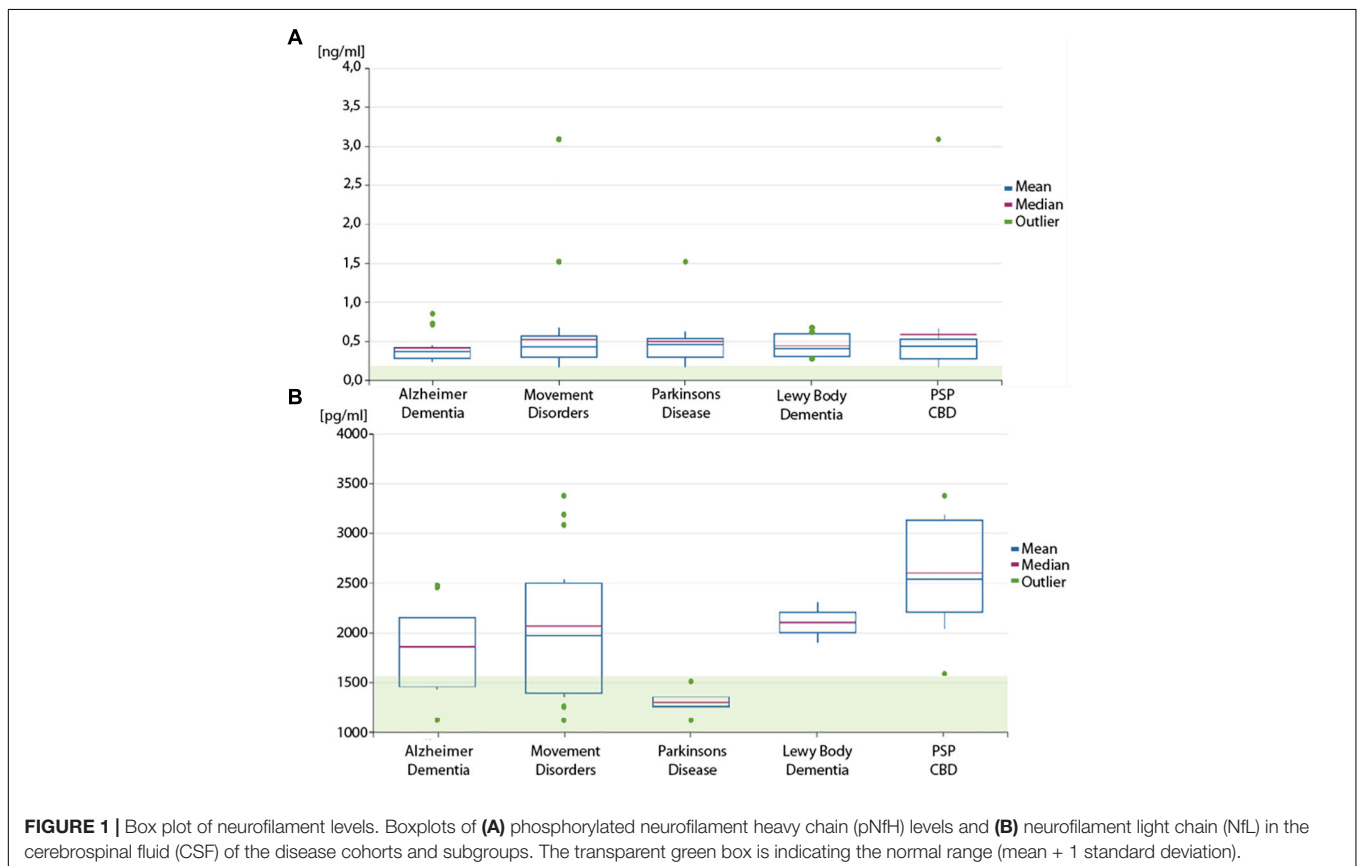 A
[ng/ml]
4,0
3,5
3,0
2,5
2,0
1,5
1,0
0,5
0,0
Mean
Median
Outlier
Alzheimer Movement Parkinsons Lewy Body PSP
Dementia Disorders Disease Dementia CBD
B
[pg/ml]
4000
3500
3000
2500
2000
1500
1000
Mean
Median
Outlier
Alzheimer Movement Parkinsons Lewy Body PSP
Dementia Disorders Disease Dementia CBD
FIGURE 1 | Box plot of neurofilament levels. Boxplots of (A) phosphorylated neurofilament heavy chain (pNfH) levels and (B) neurofilament light chain (NfL) in the
cerebrospinal fluid (CSF) of the disease cohorts and subgroups. The transparent green box is indicating the normal range (mean + 1 standard deviation).